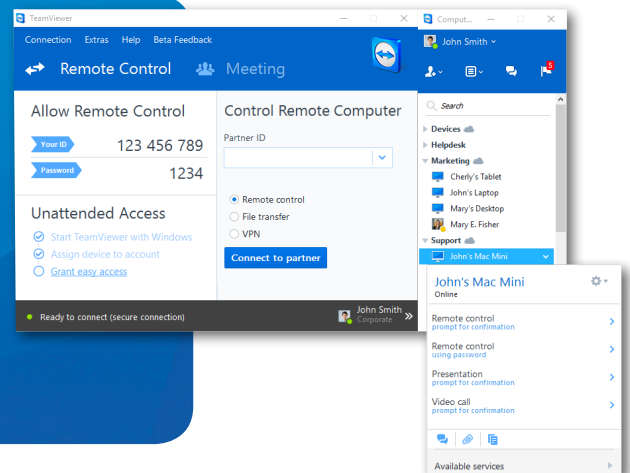 TeamViewer
Connection Extras Help Beta Feedback
Remote Control Meeting
Allow Remote Control
Your ID 123 456 789
Password 1234
Unattended Access
Start TeamViewer with Windows
Assign device to account
Grant easy access
Control Remote Computer
Partner ID
Remote control
File transfer
VPN
Connect to partner
Ready to connect (secure connection)
John Smith
Corporate
Comput...
John Smith
5
Search
Devices
Helpdesk
Marketing
Cherly's Tablet
John's Laptop
Mary's Desktop
Mary E. Fisher
Support
John's Mac Mini
John's Mac Mini
Online
Remote control
prompt for confirmation
Remote control
using password
Presentation
prompt for confirmation
Video call
prompt for confirmation
Available services